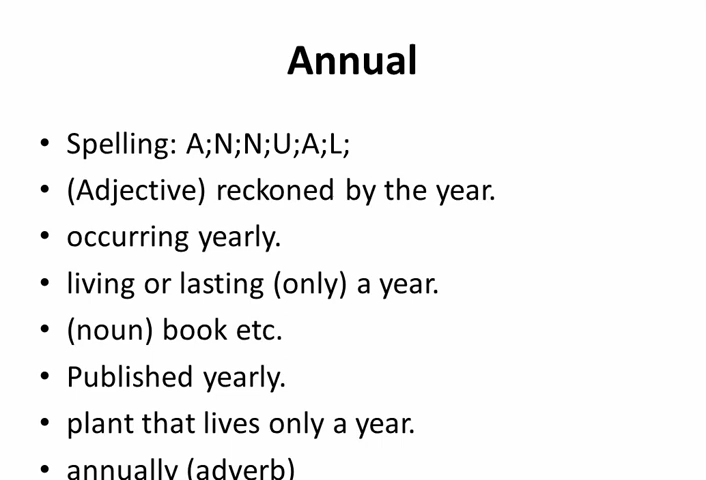 Annual
• Spelling: A;N;N;U;A;L;
• (Adjective) reckoned by the year.
• occurring yearly.
• living or lasting (only) a year.
• (noun) book etc.
• Published yearly.
• plant that lives only a year.
• annually (adverb)